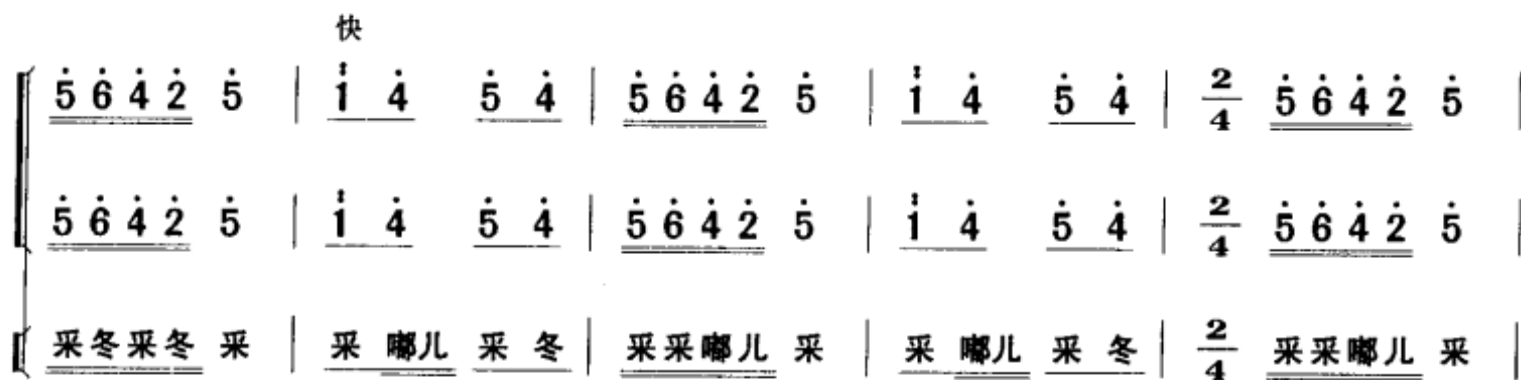 快
5 6 4 2 5 | 1 4 5 4 | 5 6 4 2 5 | 1 4 5 4 | 2/4 5 6 4 2 5 |
5 6 4 2 5 | 1 4 5 4 | 5 6 4 2 5 | 1 4 5 4 | 2/4 5 6 4 2 5 |
采冬采冬 采 | 采 嘟儿 采 冬 | 采采嘟儿 采 | 采 嘟儿 采 冬 | 2/4 采采嘟儿 采 |